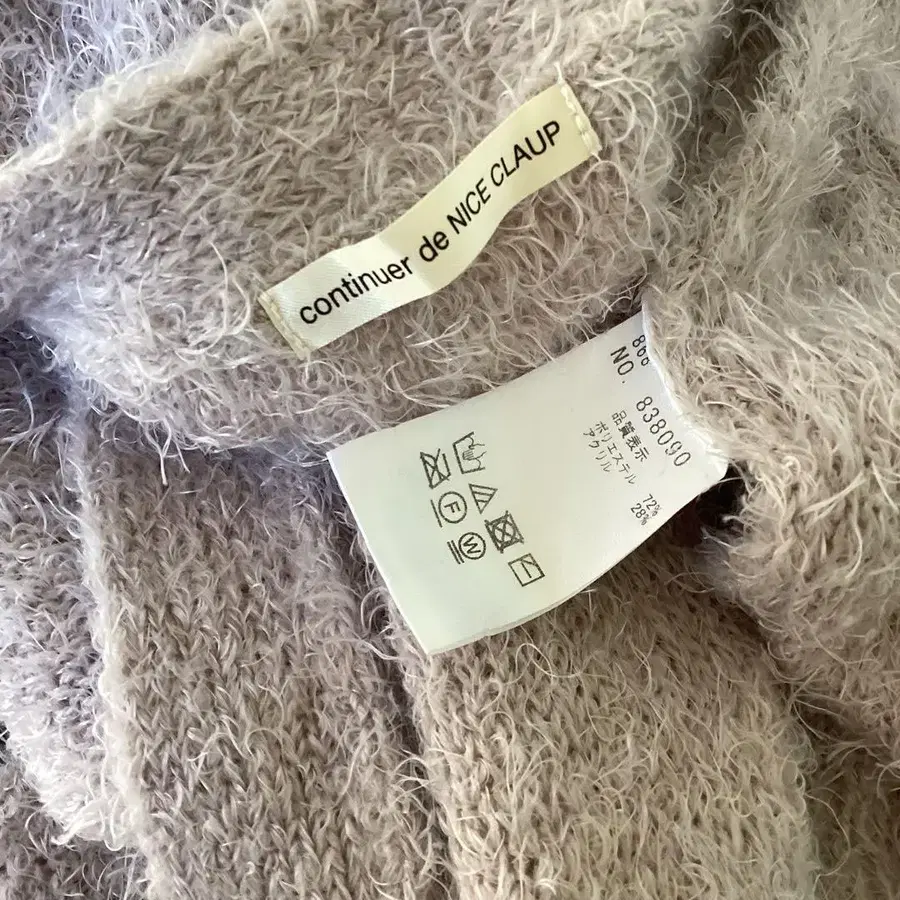 continuer de NICE CLAUP
NO. 838090
品質表示
ポリエステル 72%
アクリル 28%
F
W